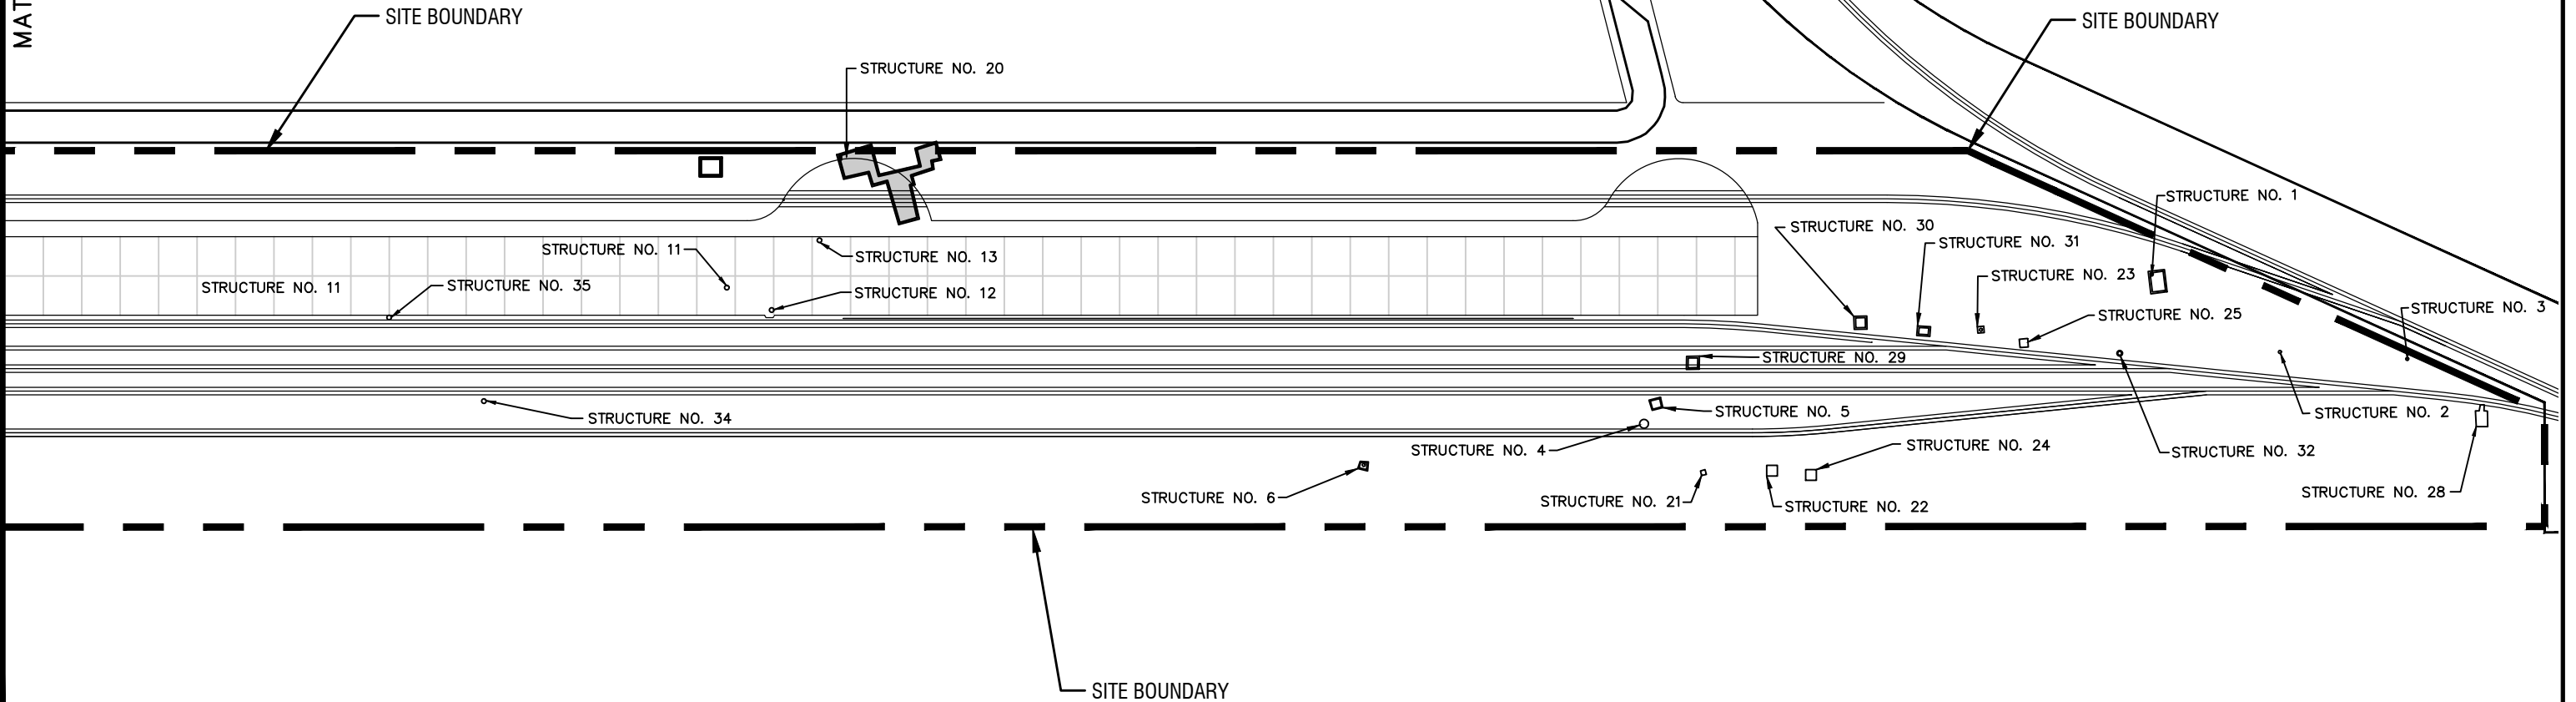 MAT
SITE BOUNDARY
SITE BOUNDARY
STRUCTURE NO. 20
STRUCTURE NO. 1
STRUCTURE NO. 30
STRUCTURE NO. 31
STRUCTURE NO. 11
STRUCTURE NO. 13
STRUCTURE NO. 23
STRUCTURE NO. 11
STRUCTURE NO. 35
STRUCTURE NO. 12
STRUCTURE NO. 3
STRUCTURE NO. 25
STRUCTURE NO. 29
STRUCTURE NO. 34
STRUCTURE NO. 5
STRUCTURE NO. 2
STRUCTURE NO. 4
STRUCTURE NO. 24
STRUCTURE NO. 32
STRUCTURE NO. 6
STRUCTURE NO. 21
STRUCTURE NO. 22
STRUCTURE NO. 28
SITE BOUNDARY